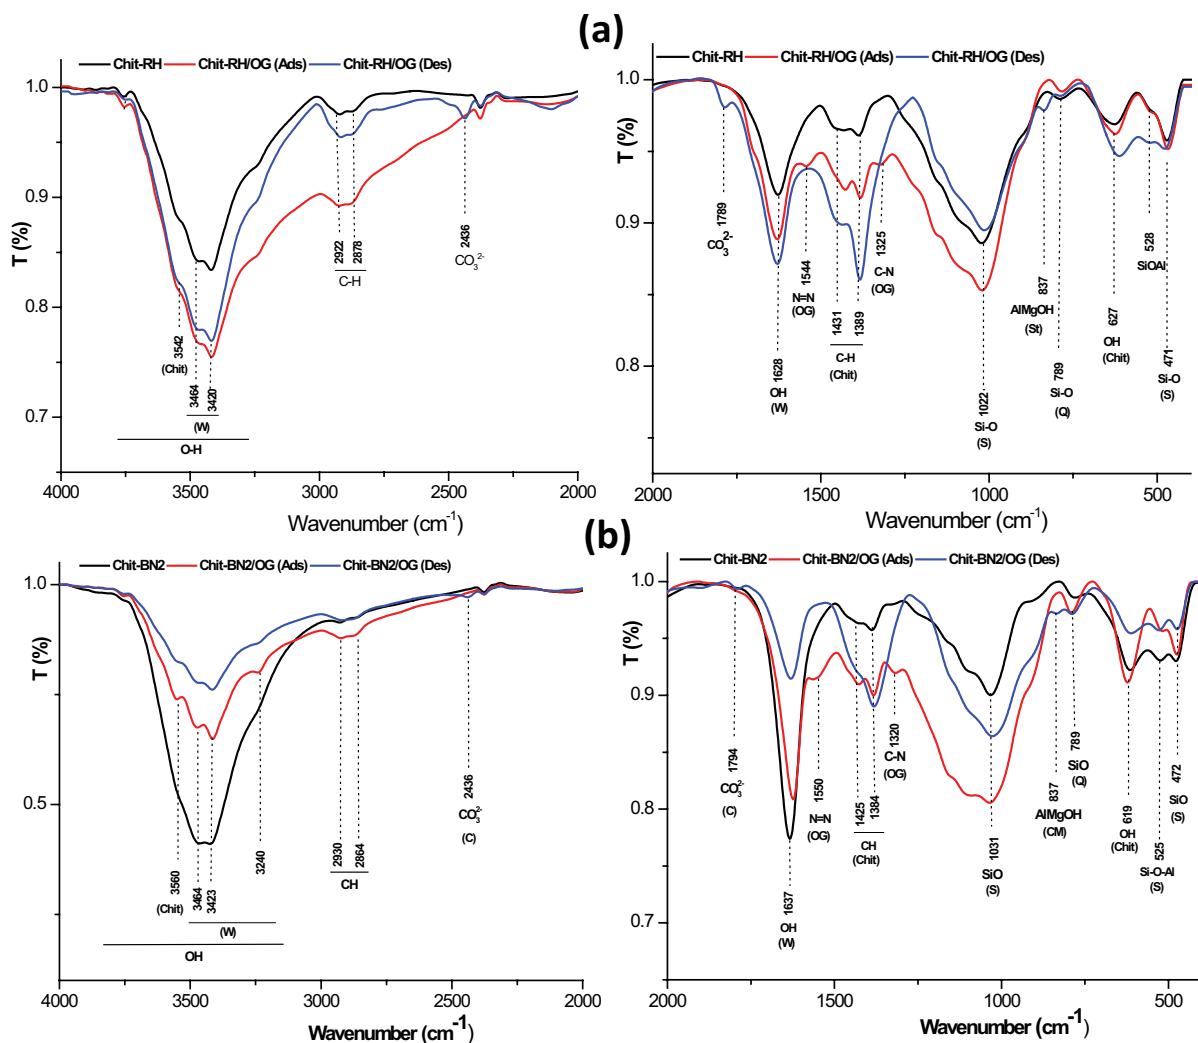 (a)
Chit-RH Chit-RH/OG (Ads) Chit-RH/OG (Des)
T (%)
1.0
0.9
0.8
0.7
3542
(Chit)
3464
3420
(W)
O-H
2922
2878
C-H
2436
CO₃²⁻
4000 3500 3000 2500 2000
Wavenumber (cm⁻¹)
Chit-RH Chit-RH/OG (Ads) Chit-RH/OG (Des)
T (%)
1.0
0.9
0.8
1789
CO₃²⁻
1628
OH
(W)
1544
N=N
(OG)
1431
1389
C-H
(Chit)
1325
C-N
(OG)
1022
Si-O
(S)
837
AlMgOH
(St)
789
Si-O
(Q)
627
OH
(Chit)
528
SiOAl
471
Si-O
(S)
2000 1500 1000 500
Wavenumber (cm⁻¹)
(b)
Chit-BN2 Chit-BN2/OG (Ads) Chit-BN2/OG (Des)
T (%)
1.0
0.5
3560
(Chit)
3464
3423
3240
(W)
OH
2930
2864
CH
2436
CO₃²⁻
(C)
4000 3500 3000 2500 2000
Wavenumber (cm⁻¹)
Chit-BN2 Chit-BN2/OG (Ads) Chit-BN2/OG (Des)
T (%)
1.0
0.9
0.8
0.7
1794
CO₃²⁻
(C)
1637
OH
(W)
1550
N=N
(OG)
1425
1384
CH
(Chit)
1320
C-N
(OG)
1031
SiO
(S)
837
AlMgOH
(CM)
789
SiO
(Q)
619
OH
(Chit)
525
Si-O-Al
(S)
472
SiO
(S)
2000 1500 1000 500
Wavenumber (cm⁻¹)